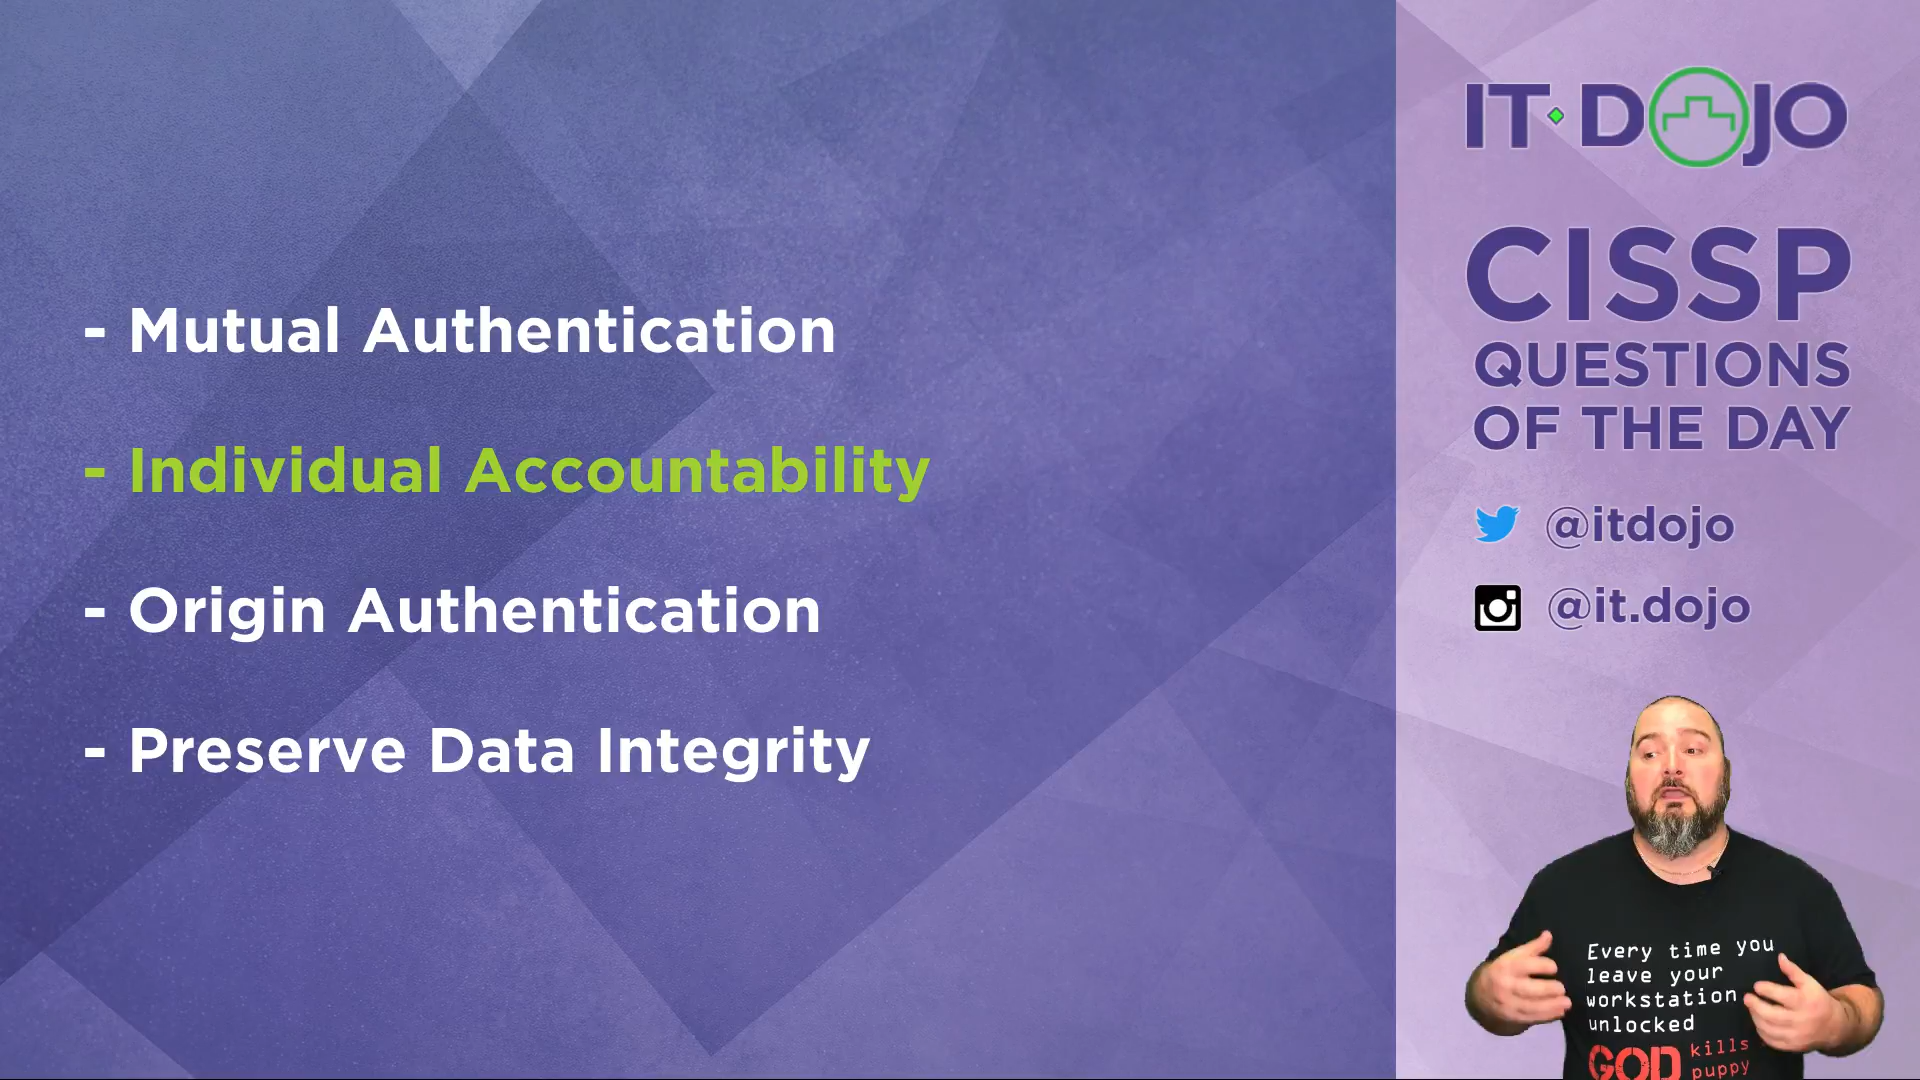 - Mutual Authentication
- Individual Accountability
- Origin Authentication
- Preserve Data Integrity
IT DOJO
CISSP
QUESTIONS
OF THE DAY
@itdojo
@it.dojo
Every time you
leave your
workstation
unlocked
GOD kills
puppy